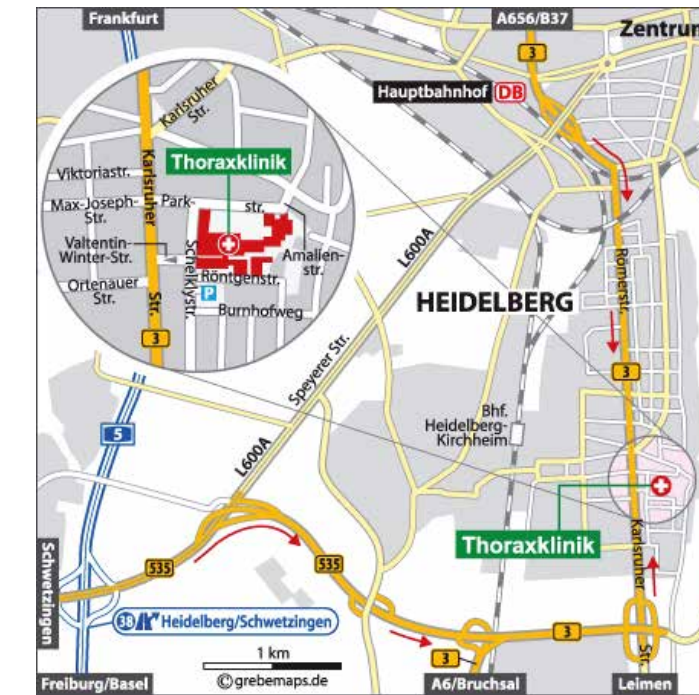 Frankfurt
A656/B37
Zentrum
3
Hauptbahnhof DB
Karlsruher
Str.
Thoraxklinik
Viktoriastr.
Karlsruher
Str.
3
Max-Joseph-
Str.
Park-
str.
Valtentin-
Winter-Str.
Schelklystr.
Amalien-
str.
Ortenauer
Str.
Röntgenstr.
P
Burnhofweg
L600A
HEIDELBERG
Römerstr.
3
Speyerer Str.
Bhf.
Heidelberg-
Kirchheim
5
L600A
Thoraxklinik
Karlsruher
Str.
Schwetzingen
535
535
38 Heidelberg/Schwetzingen
3
3
1 km
©grebemaps.de
Freiburg/Basel
A6/Bruchsal
Leimen